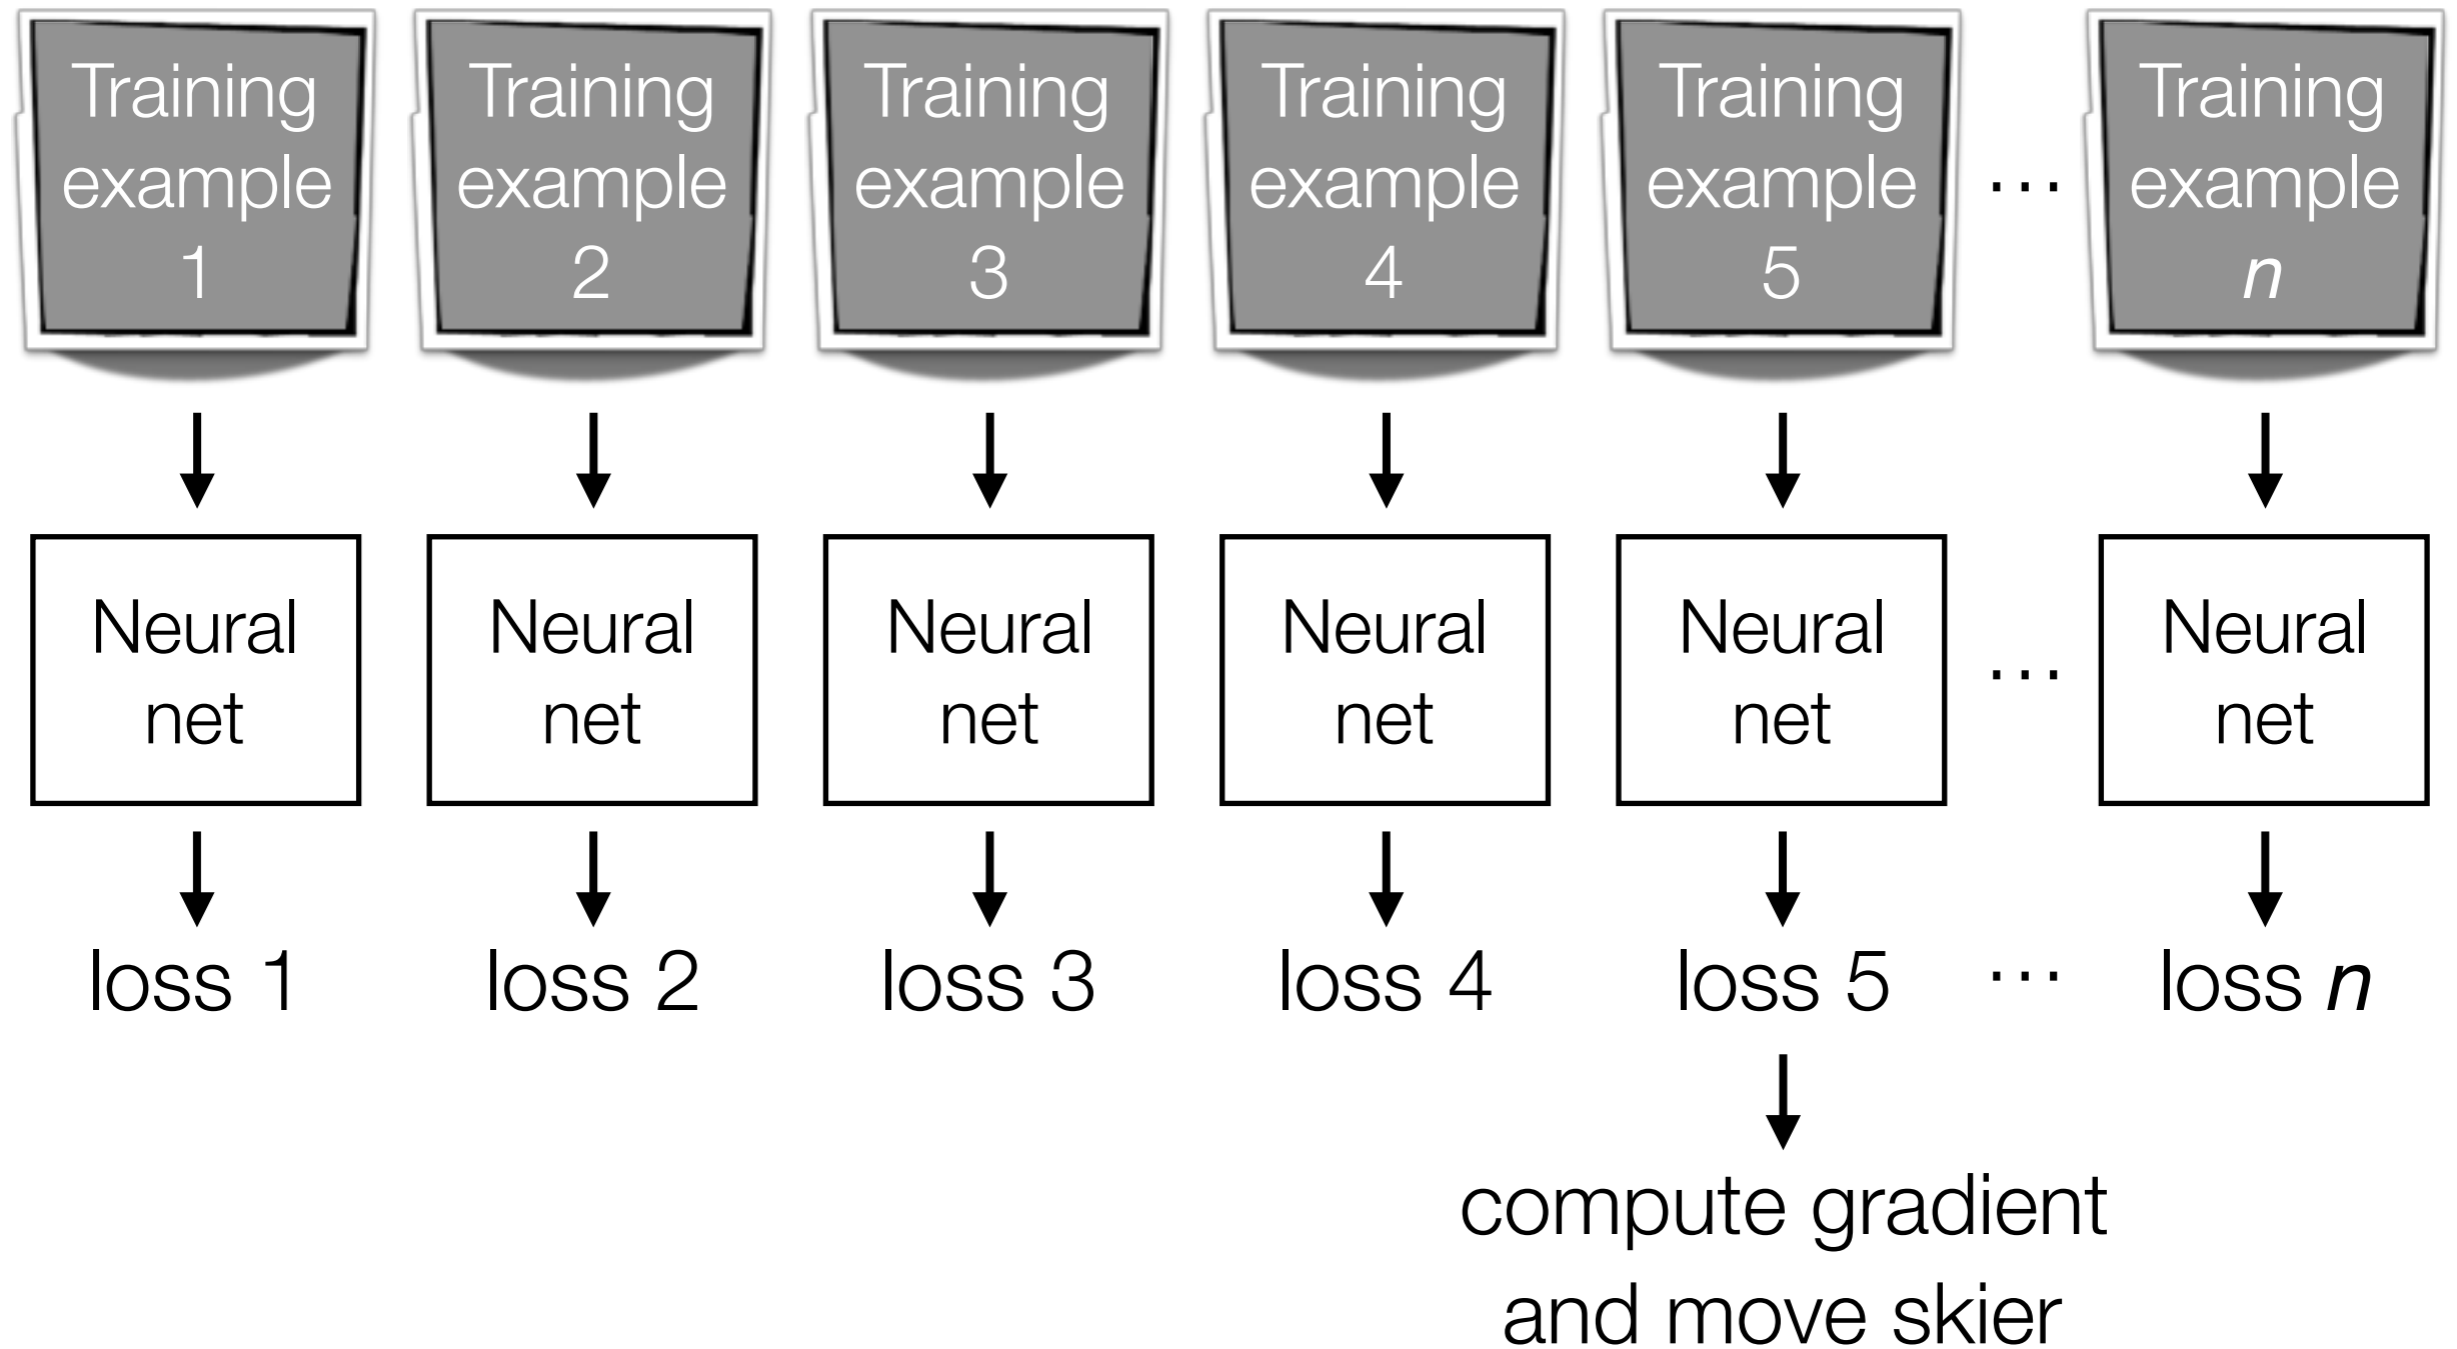 Training
example
1
Training
example
2
Training
example
3
Training
example
4
Training
example
5
...
Training
example
n
Neural
net
Neural
net
Neural
net
Neural
net
Neural
net
...
Neural
net
loss 1
loss 2
loss 3
loss 4
loss 5
...
loss n
compute gradient
and move skier